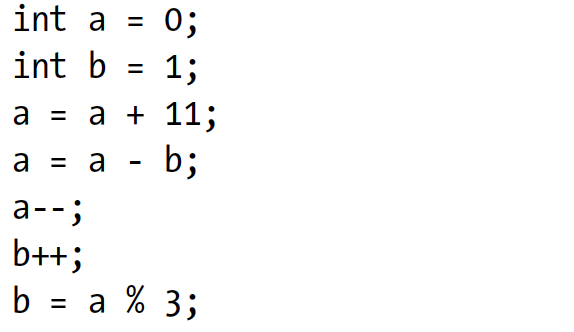 int a = 0;
int b = 1;
a = a + 11;
a = a - b;
a--;
b++;
b = a % 3;